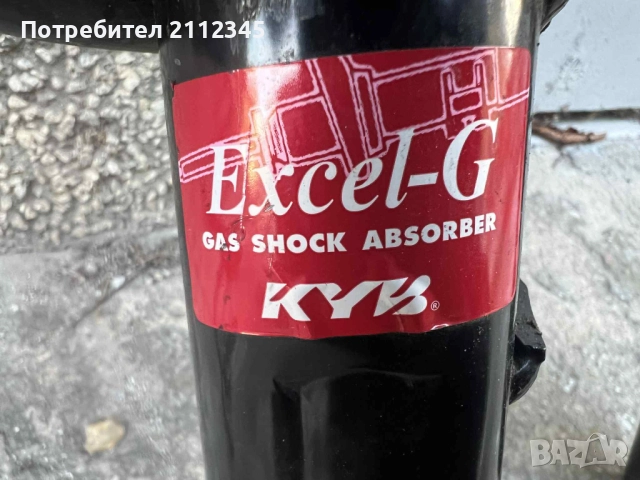 Потребител 2112345
Excel-G
GAS SHOCK ABSORBER
KYB®
BAZAR